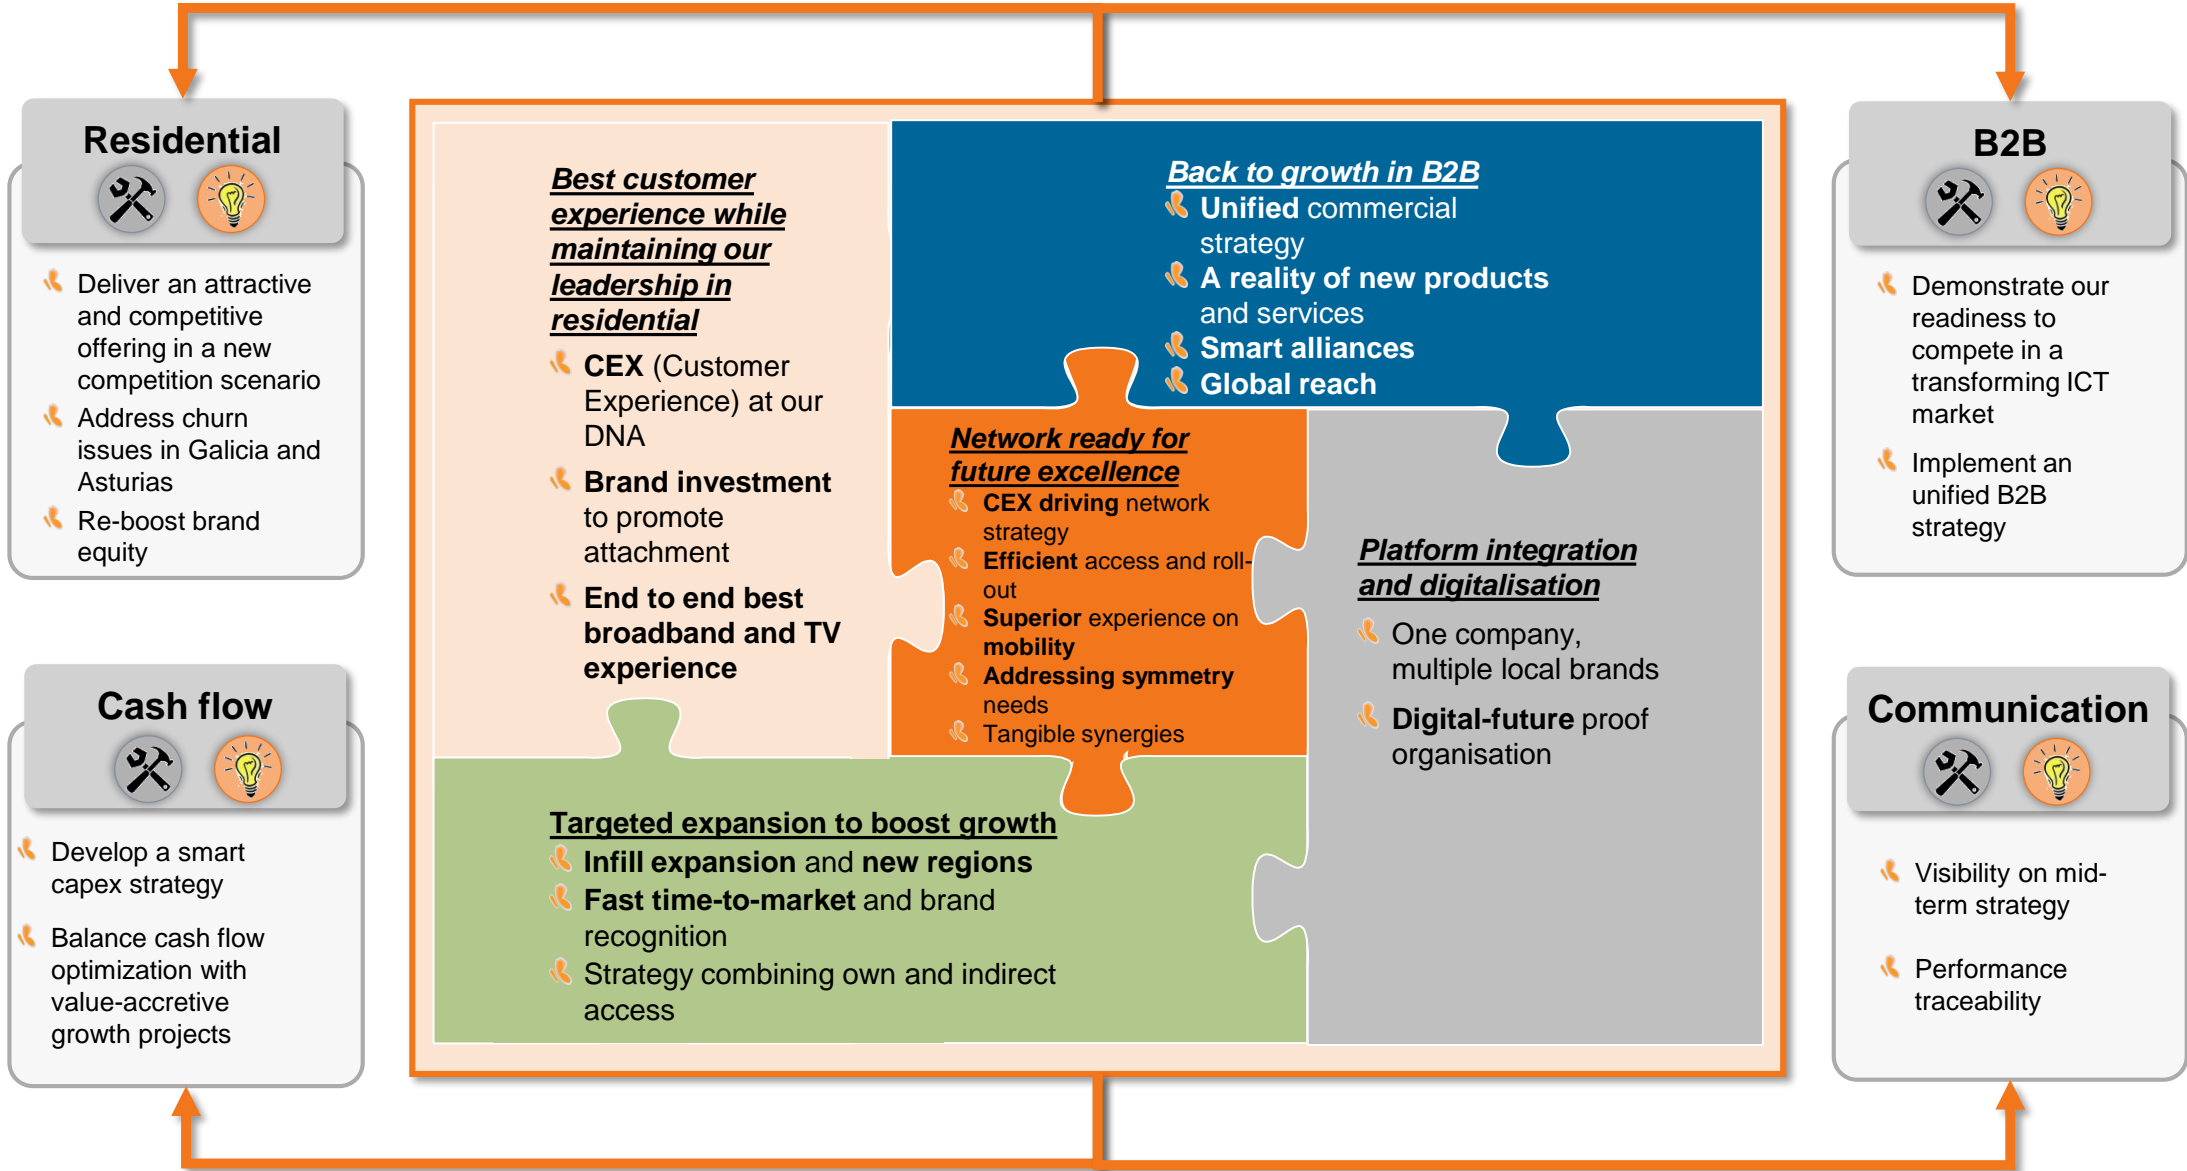 Residential
Deliver an attractive
and competitive
offering in a new
competition scenario
Address churn
issues in Galicia and
Asturias
Re-boost brand
equity
Cash flow
Develop a smart
capex strategy
Balance cash flow
optimization with
value-accretive
growth projects
Best customer
experience while
maintaining our
leadership in
residential
CEX (Customer
Experience) at our
DNA
Brand investment
to promote
attachment
End to end best
broadband and TV
experience
Back to growth in B2B
Unified commercial
strategy
A reality of new products
and services
Smart alliances
Global reach
Network ready for
future excellence
CEX driving network
strategy
Efficient access and roll-
out
Superior experience on
mobility
Addressing symmetry
needs
Tangible synergies
Platform integration
and digitalisation
One company,
multiple local brands
Digital-future proof
organisation
Targeted expansion to boost growth
Infill expansion and new regions
Fast time-to-market and brand
recognition
Strategy combining own and indirect
access
B2B
Demonstrate our
readiness to
compete in a
transforming ICT
market
Implement an
unified B2B
strategy
Communication
Visibility on mid-
term strategy
Performance
traceability